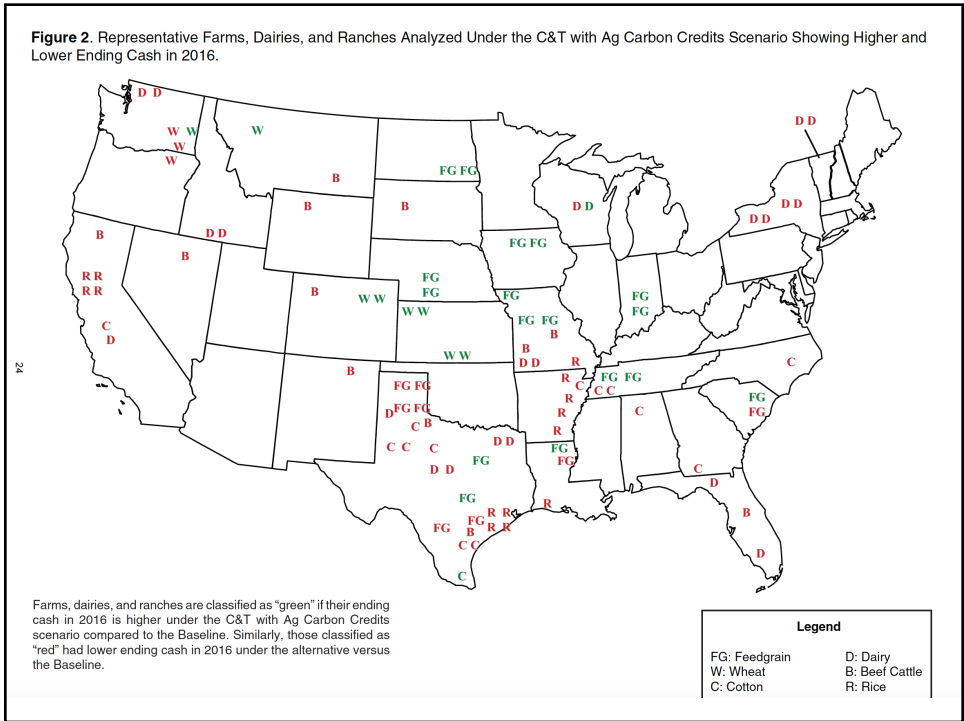 Figure 2. Representative Farms, Dairies, and Ranches Analyzed Under the C&T with Ag Carbon Credits Scenario Showing Higher and
Lower Ending Cash in 2016.
D D
D D
W W
W
W
W
B
FG FG
B
B
D D
D D
D D
B
D D
B
FG FG
R R
R R
B
W W
FG
FG
W W
FG
FG
FG
FG FG
B
B
D D
C
D
W W
R
C
B
FG FG
D
FG FG
C B
R
C
R
R
R
FG FG
C C
C
FG
FG
C C
C
D D
D D
FG
FG
FG
C
D
FG
R
B
FG
FG
R R
B
R R
C C
D
C
24
Farms, dairies, and ranches are classified as “green” if their ending
cash in 2016 is higher under the C&T with Ag Carbon Credits
scenario compared to the Baseline. Similarly, those classified as
“red” had lower ending cash in 2016 under the alternative versus
the Baseline.
Legend
FG: Feedgrain D: Dairy
W: Wheat B: Beef Cattle
C: Cotton R: Rice